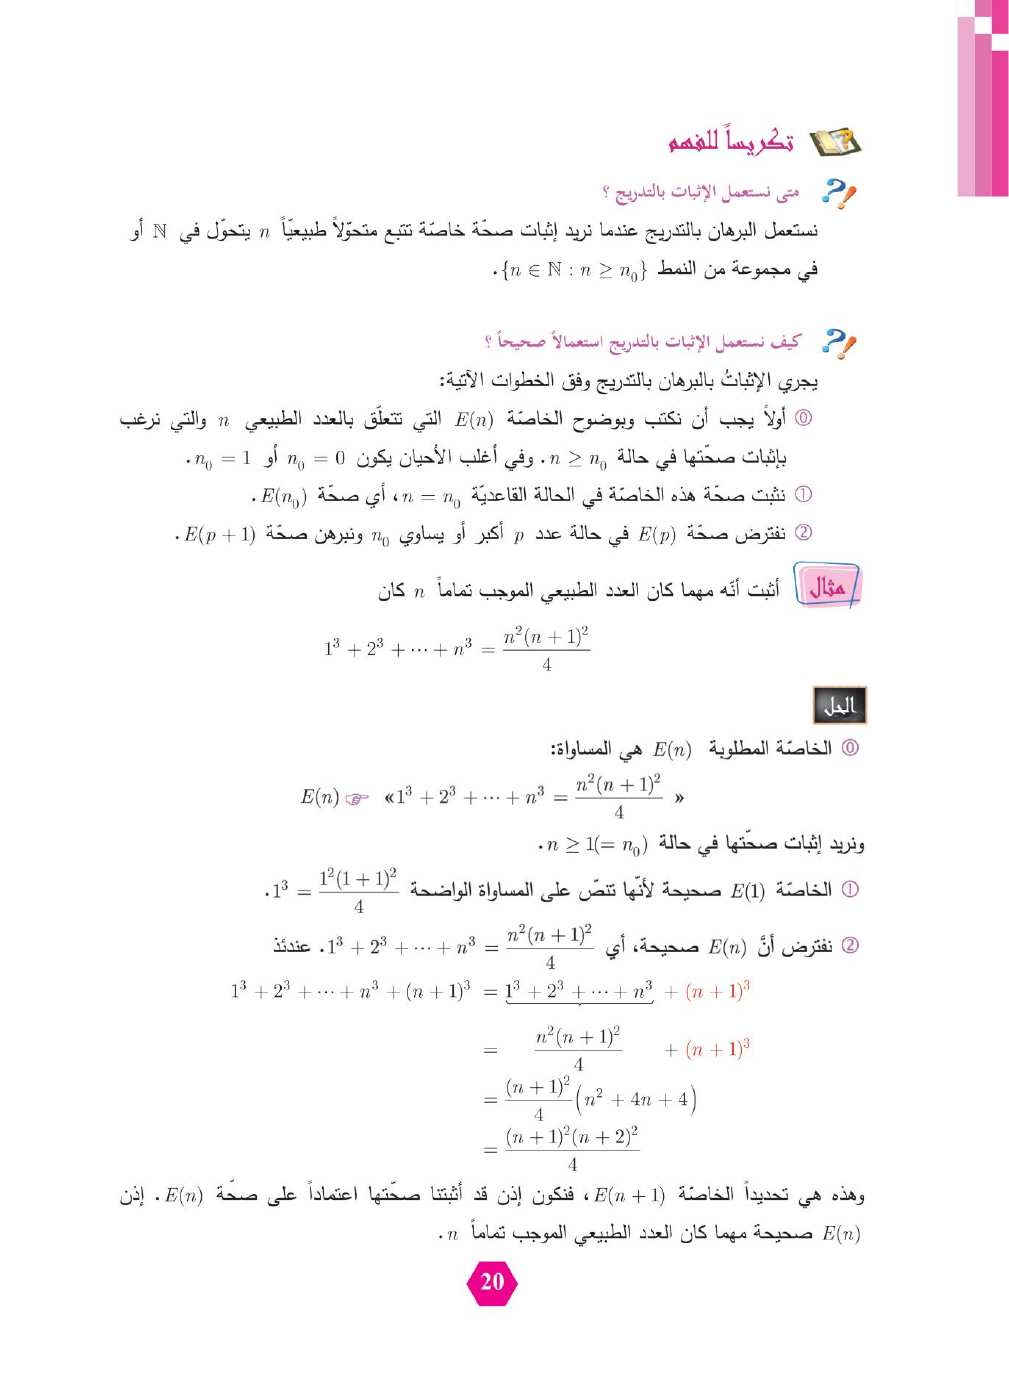 تكريساً للفهم
متى نستعمل الإثبات بالتدريج ؟
نستعمل البرهان بالتدريج عندما نريد إثبات صحّة خاصّة تتبع متحوّلاً طبيعيّاً n يتحوّل في ℕ أو
في مجموعة من النمط {n ∈ ℕ : n ≥ n₀}.
كيف نستعمل الإثبات بالتدريج استعمالاً صحيحاً ؟
يجري الإثباتُ بالبرهان بالتدريج وفق الخطوات الآتية:
⓪ أولاً يجب أن نكتب وبوضوح الخاصّة E(n) التي تتعلّق بالعدد الطبيعي n والتي نرغب
بإثبات صحّتها في حالة n ≥ n₀. وفي أغلب الأحيان يكون n₀ = 0 أو n₀ = 1.
① نثبت صحّة هذه الخاصّة في الحالة القاعديّة n = n₀، أي صحّة E(n₀).
② نفترض صحّة E(p) في حالة عدد p أكبر أو يساوي n₀ ونبرهن صحّة E(p + 1).
مثال أثبت أنّه مهما كان العدد الطبيعي الموجب تماماً n كان
1³ + 2³ + ⋯ + n³ = n²(n + 1)²/4
الحل
⓪ الخاصّة المطلوبة E(n) هي المساواة:
E(n) ☞ «1³ + 2³ + ⋯ + n³ = n²(n + 1)²/4 »
ونريد إثبات صحّتها في حالة n ≥ 1(= n₀).
① الخاصّة E(1) صحيحة لأنّها تنصّ على المساواة الواضحة 1³ = 1²(1 + 1)²/4.
② نفترض أنَّ E(n) صحيحة، أي 1³ + 2³ + ⋯ + n³ = n²(n + 1)²/4. عندئذ
1³ + 2³ + ⋯ + n³ + (n + 1)³ = 1³ + 2³ + ⋯ + n³ + (n + 1)³
= n²(n + 1)²/4 + (n + 1)³
= (n + 1)²/4 (n² + 4n + 4)
= (n + 1)²(n + 2)²/4
وهذه هي تحديداً الخاصّة E(n + 1)، فنكون إذن قد أثبتنا صحّتها اعتماداً على صحّة E(n). إذن
E(n) صحيحة مهما كان العدد الطبيعي الموجب تماماً n.
20